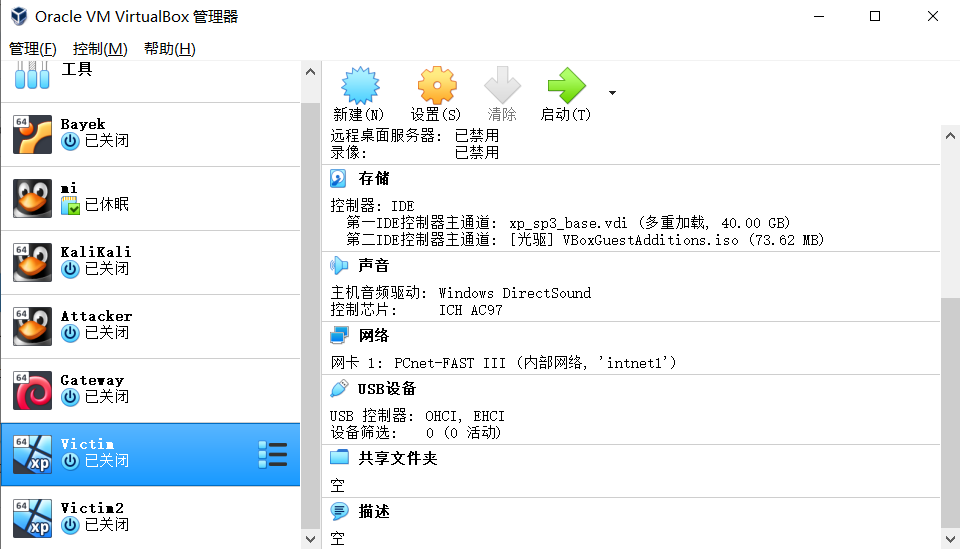 Oracle VM VirtualBox 管理器
管理(F) 控制(M) 帮助(H)
工具
64
Bayek
已关闭
mi
已休眠
64
KaliKali
已关闭
64
Attacker
已关闭
64
Gateway
已关闭
64
xp
Victim
已关闭
64
xp
Victim2
已关闭
新建(N) 设置(S) 清除 启动(T)
远程桌面服务器: 已禁用
录像: 已禁用
存储
控制器: IDE
第一IDE控制器主通道: xp_sp3_base.vdi (多重加载, 40.00 GB)
第二IDE控制器主通道: [光驱] VBoxGuestAdditions.iso (73.62 MB)
声音
主机音频驱动: Windows DirectSound
控制芯片: ICH AC97
网络
网卡 1: PCnet-FAST III (内部网络, 'intnet1')
USB设备
USB 控制器: OHCI, EHCI
设备筛选: 0 (0 活动)
共享文件夹
空
描述
空